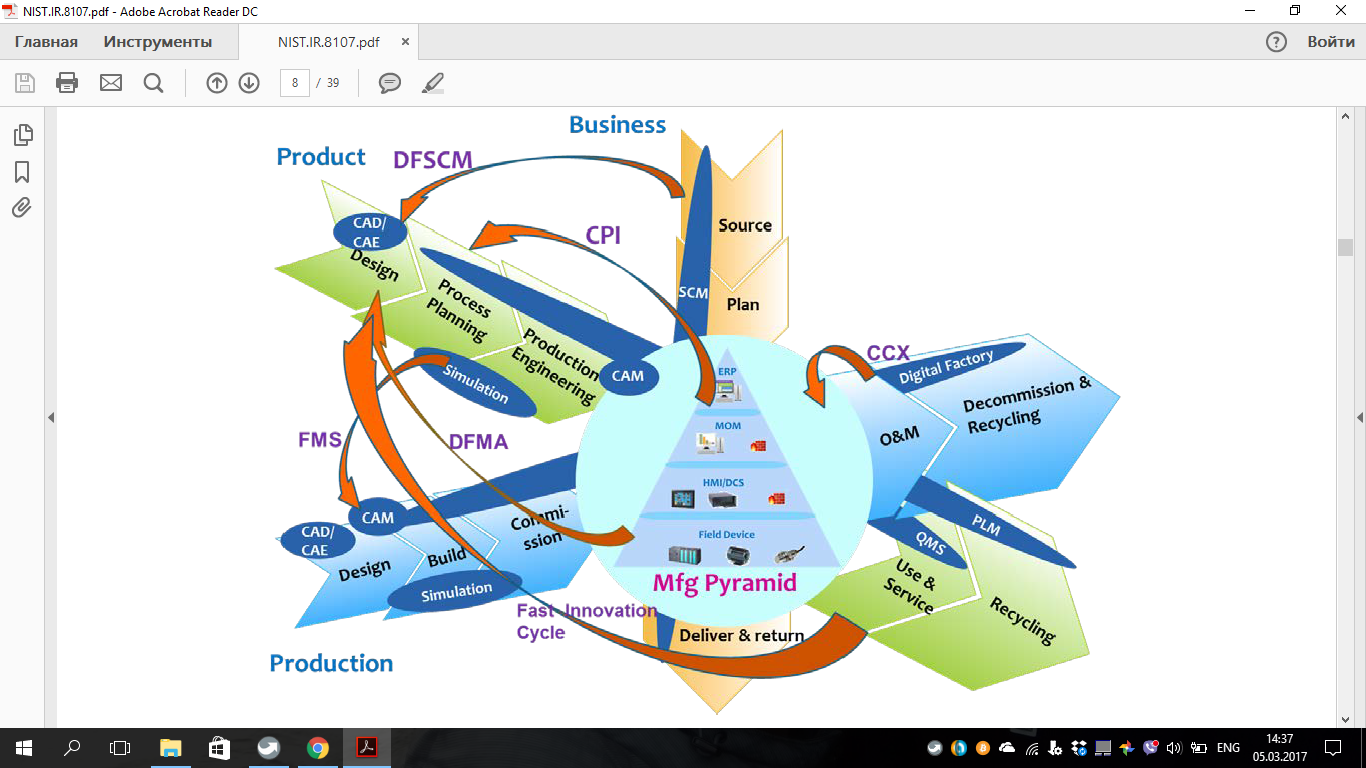 NIST.IR.8107.pdf - Adobe Acrobat Reader DC
Главная
Инструменты
NIST.IR.8107.pdf
×
?
Войти
8
/ 39
Business
Product
DFSCM
CAD/
CAE
Design
CPI
Source
SCM
Plan
Process
Planning
Production
Engineering
CAM
Simulation
CCX
Digital Factory
Decommission &
Recycling
O&M
ERP
MOM
HMI/DCS
Field Device
Mfg Pyramid
FMS
DFMA
CAM
CAD/
CAE
Design
Build
Commi-
ssion
Simulation
PLM
QMS
Use &
Service
Recycling
Fast Innovation
Cycle
Deliver & return
Production
ENG
14:37
05.03.2017